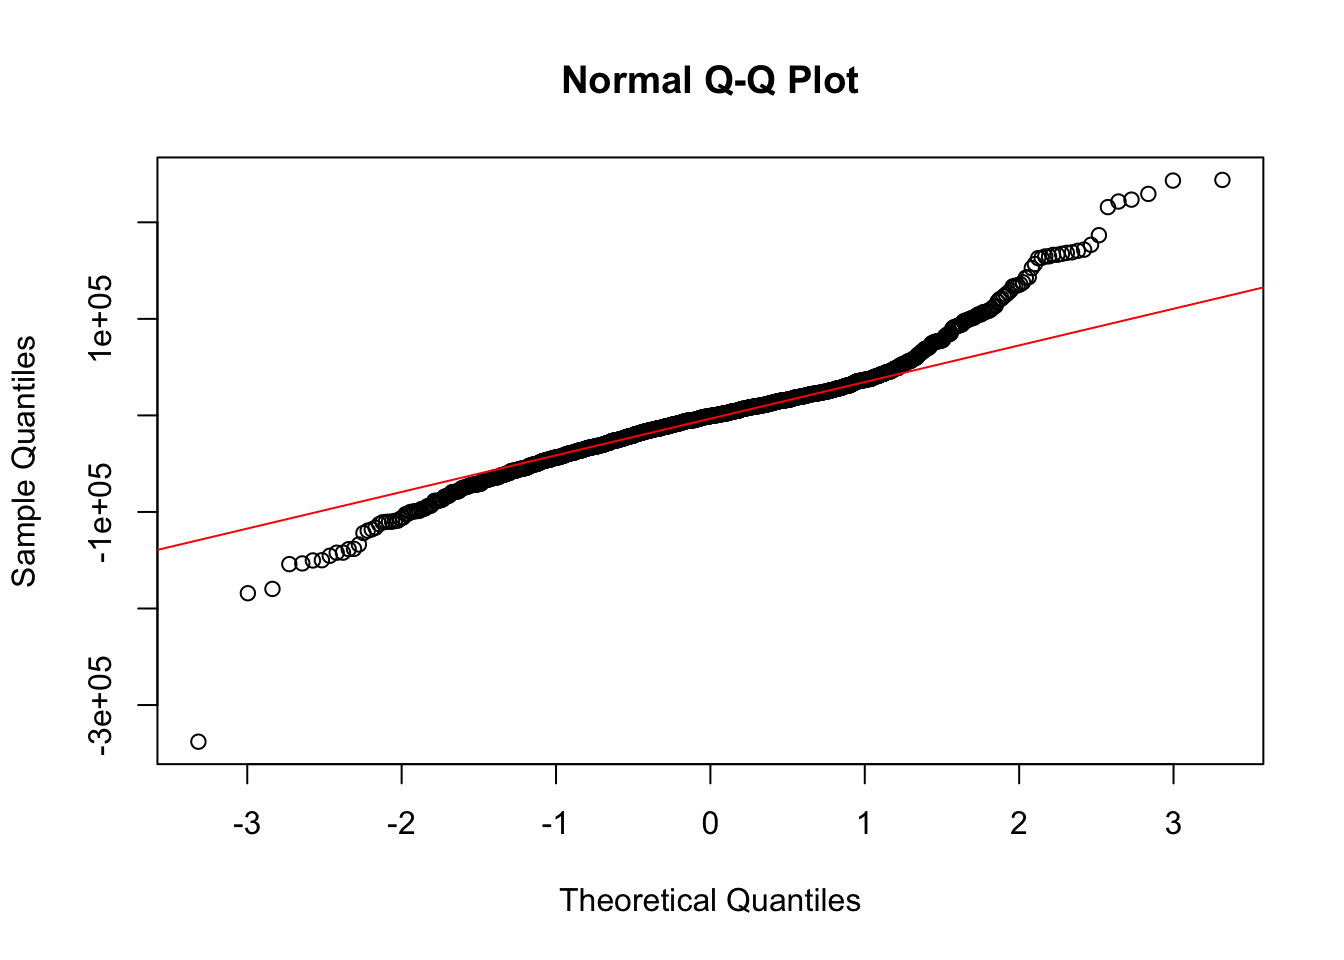 Normal Q-Q Plot
Sample Quantiles
1e+05
-1e+05
-3e+05
-3 -2 -1 0 1 2 3
Theoretical Quantiles